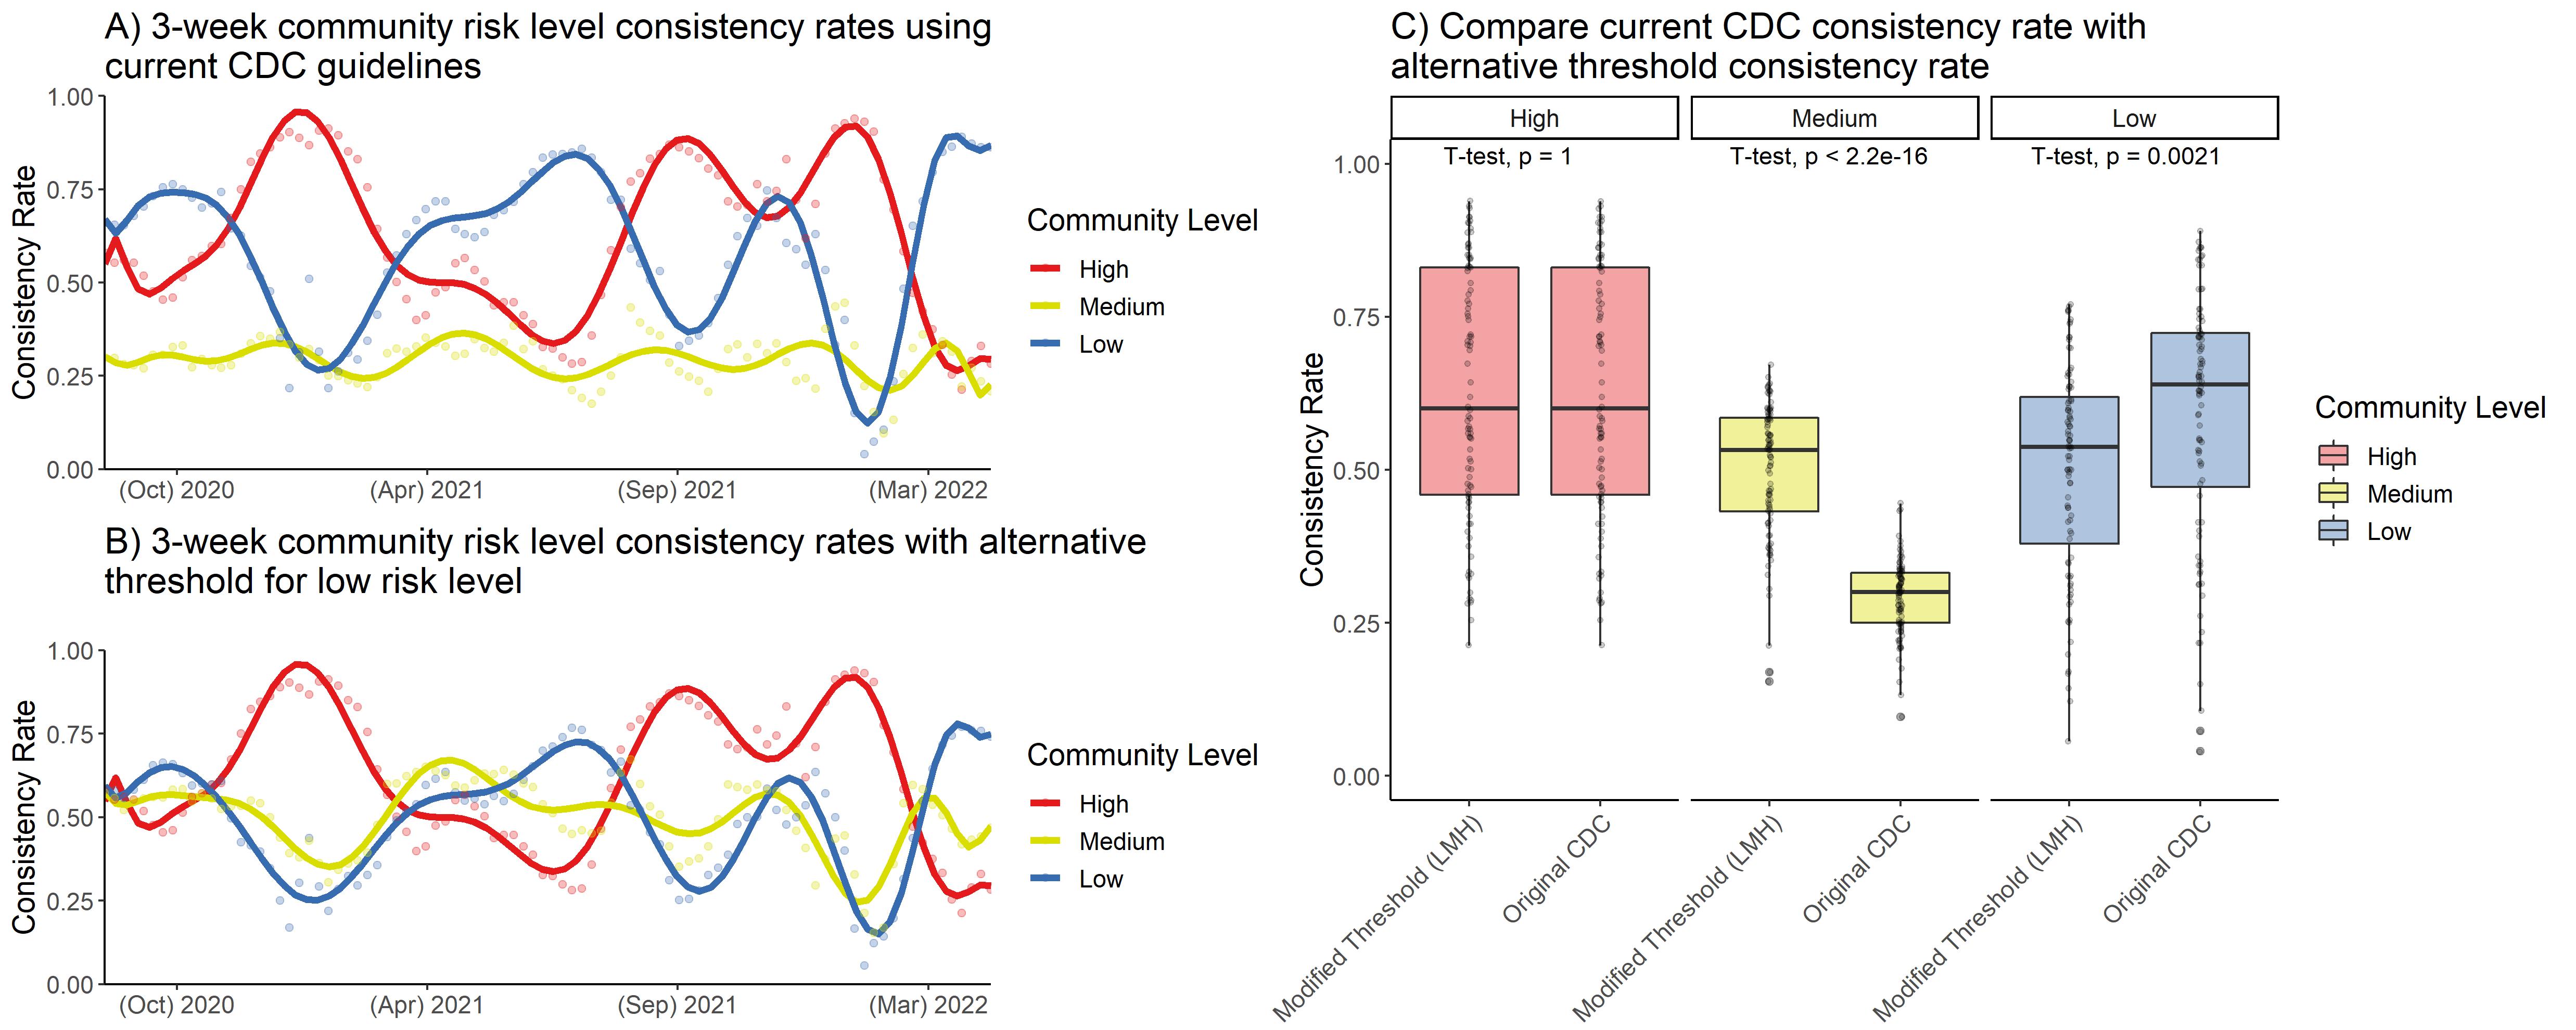 A) 3-week community risk level consistency rates using
current CDC guidelines
1.00
0.75
0.50
0.25
0.00
Consistency Rate
(Oct) 2020
(Apr) 2021
(Sep) 2021
(Mar) 2022
Community Level
High
Medium
Low
B) 3-week community risk level consistency rates with alternative
threshold for low risk level
1.00
0.75
0.50
0.25
0.00
Consistency Rate
(Oct) 2020
(Apr) 2021
(Sep) 2021
(Mar) 2022
Community Level
High
Medium
Low
C) Compare current CDC consistency rate with
alternative threshold consistency rate
High
Medium
Low
T-test, p = 1
T-test, p < 2.2e-16
T-test, p = 0.0021
1.00
0.75
0.50
0.25
0.00
Consistency Rate
Modified Threshold (LMH)
Original CDC
Modified Threshold (LMH)
Original CDC
Modified Threshold (LMH)
Original CDC
Community Level
High
Medium
Low